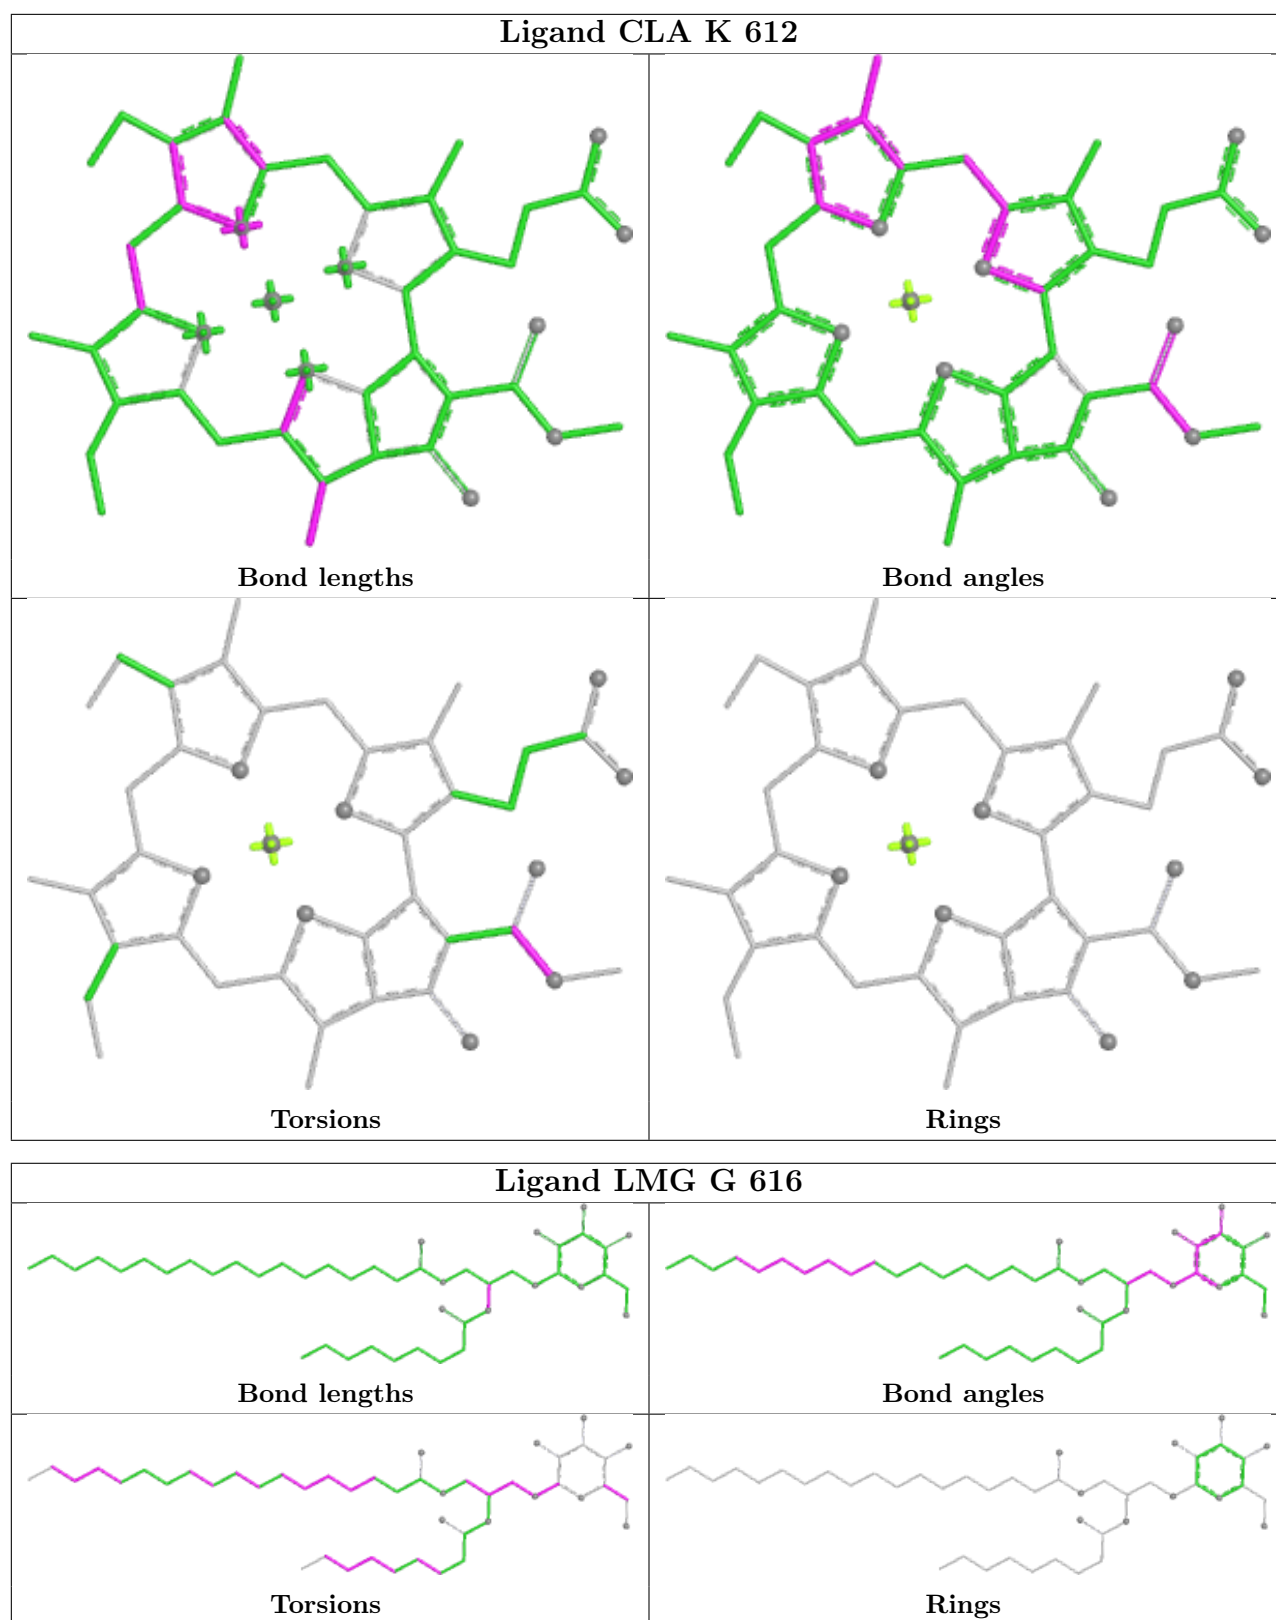 Ligand CLA K 612
Bond lengths
Bond angles
Torsions
Rings
Ligand LMG G 616
Bond lengths
Bond angles
Torsions
Rings